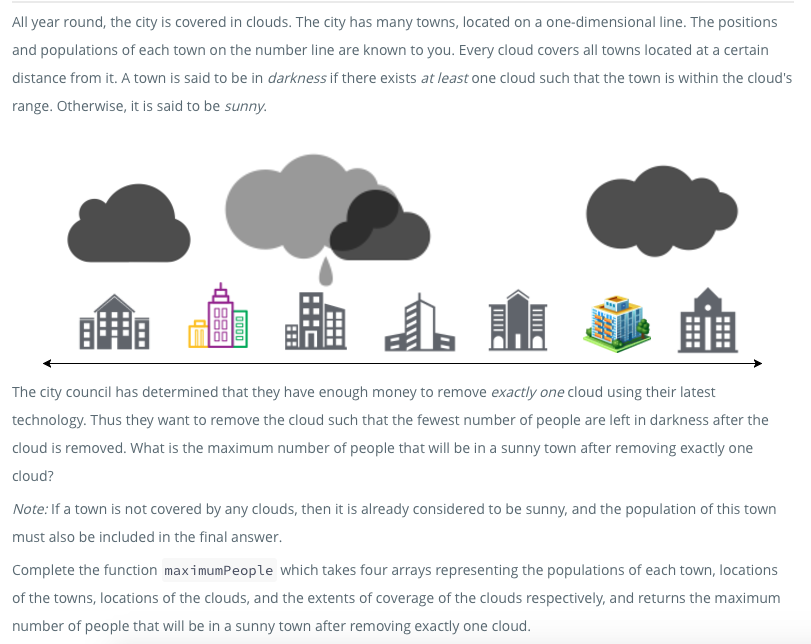 All year round, the city is covered in clouds. The city has many towns, located on a one-dimensional line. The positions
and populations of each town on the number line are known to you. Every cloud covers all towns located at a certain
distance from it. A town is said to be in darkness if there exists at least one cloud such that the town is within the cloud's
range. Otherwise, it is said to be sunny.
The city council has determined that they have enough money to remove exactly one cloud using their latest
technology. Thus they want to remove the cloud such that the fewest number of people are left in darkness after the
cloud is removed. What is the maximum number of people that will be in a sunny town after removing exactly one
cloud?
Note: If a town is not covered by any clouds, then it is already considered to be sunny, and the population of this town
must also be included in the final answer.
Complete the function maximumPeople which takes four arrays representing the populations of each town, locations
of the towns, locations of the clouds, and the extents of coverage of the clouds respectively, and returns the maximum
number of people that will be in a sunny town after removing exactly one cloud.